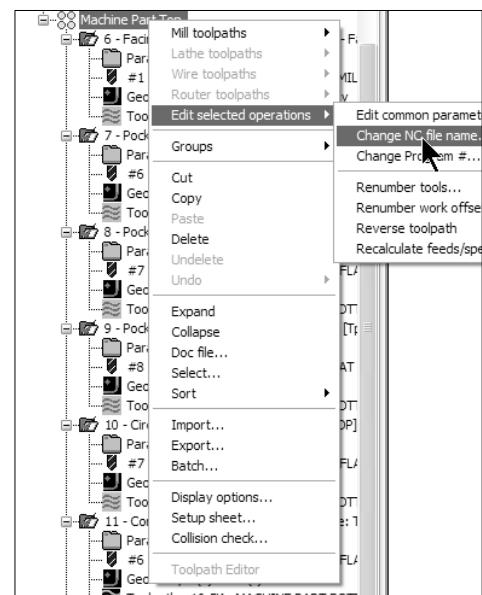 Machine Part Top
6 - Faci
Para
#1
Geo
Too
7 - Pock
Para
#6
Geo
Too
8 - Pock
Para
#7
Geo
Too
9 - Pock
Para
#8
Geo
Too
10 - Circ
Para
#7
Geo
Too
11 - Con
Para
#6
Geo
Mill toolpaths
Lathe toolpaths
Wire toolpaths
Router toolpaths
Edit selected operations
Groups
Cut
Copy
Paste
Delete
Undelete
Undo
Expand
Collapse
Doc file...
Select...
Sort
Import...
Export...
Batch...
Display options...
Setup sheet...
Collision check...
Toolpath Editor
Edit common paramet
Change NC file name..
Change Program #...
Renumber tools...
Renumber work offse
Reverse toolpath
Recalculate feeds/spe